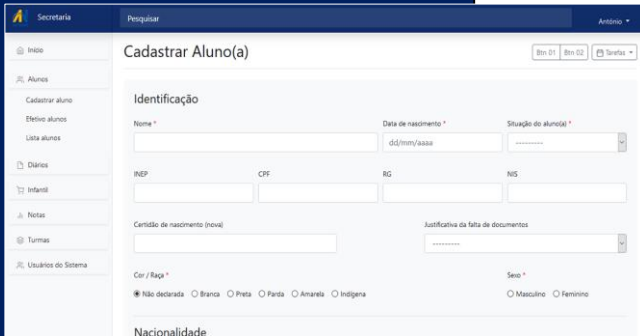 Secretaria
Pesquisar
António
Início
Cadastrar Aluno(a)
Btn 01 Btn 02 Tarefas
Alunos
Cadastrar aluno
Efetivo alunos
Lista alunos
Diários
Infantil
Notas
Turmas
Usuários do Sistema
Identificação
Nome * Data de nascimento * Situação do aluno(a) *
dd/mm/aaaa ---------
INEP CPF RG NIS
Certidão de nascimento (nova) Justificativa da falta de documentos
---------
Cor / Raça * Sexo *
Não declarada Branca Preta Parda Amarela Indígena Masculino Feminino
Nacionalidade